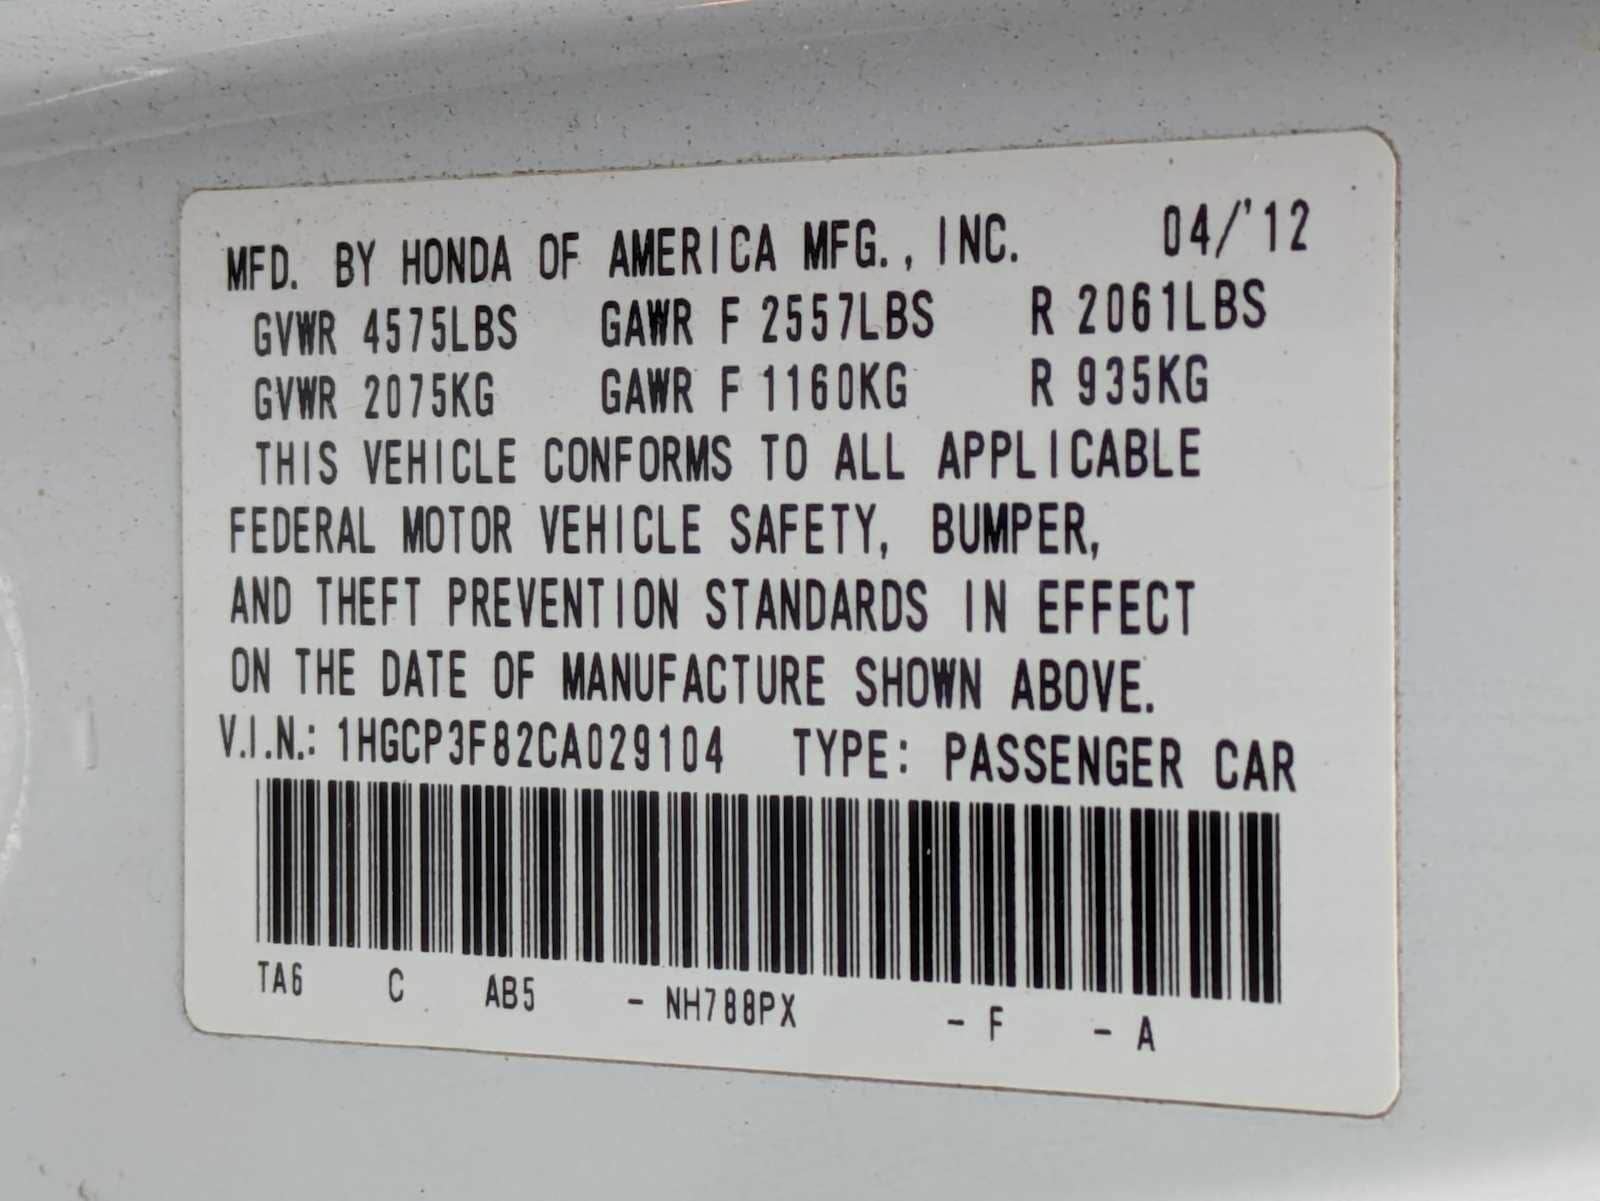 MFD. BY HONDA OF AMERICA MFG., INC. 04/'12
GVWR 4575LBS GAWR F 2557LBS R 2061LBS
GVWR 2075KG GAWR F 1160KG R 935KG
THIS VEHICLE CONFORMS TO ALL APPLICABLE
FEDERAL MOTOR VEHICLE SAFETY, BUMPER,
AND THEFT PREVENTION STANDARDS IN EFFECT
ON THE DATE OF MANUFACTURE SHOWN ABOVE.
V.I.N.: 1HGCP3F82CA029104 TYPE: PASSENGER CAR
TA6 C AB5 - NH788PX - F - A